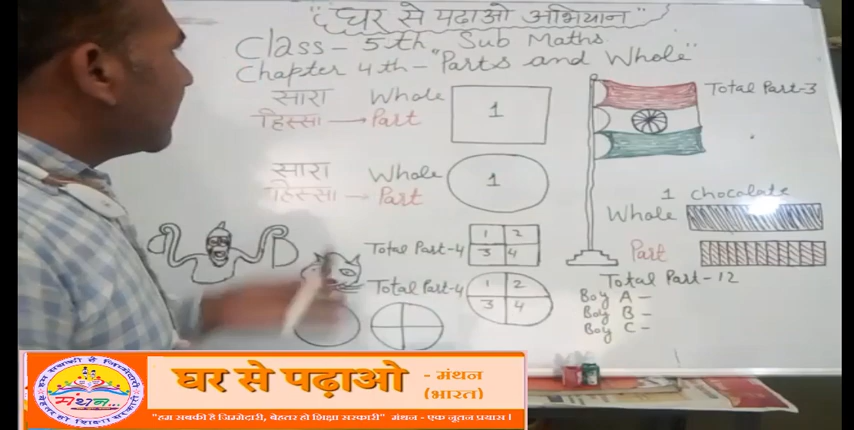 "घर से पढ़ाओ अभियान"
Class - 5th, Sub Maths
Chapter 4th - "Parts and Whole"
सारा Whole 1
हिस्सा → Part
सारा Whole 1
हिस्सा → Part
Total Part-4 1 2 3 4
Total Part-4 1 2 3 4
Total Part-3
1 chocolate
Whole
Part
Total Part-12
Boy A -
Boy B -
Boy C -
मंथन
घर से पढ़ाओ - मंथन
(भारत)
"हम सबकी है जिम्मेदारी, बेहतर हो शिक्षा सरकारी" मंथन - एक नूतन प्रयास।